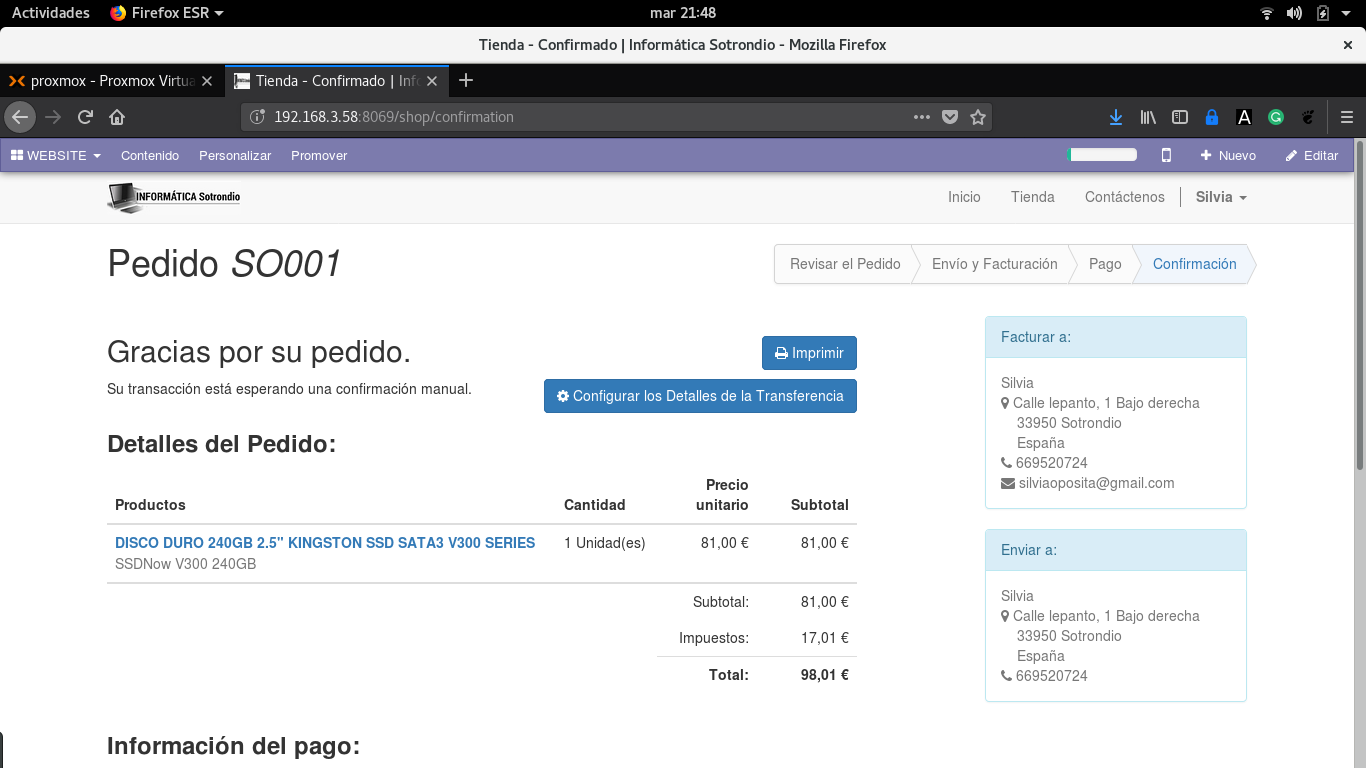 Actividades Firefox ESR mar 21:48
Tienda - Confirmado | Informática Sotrondio - Mozilla Firefox
proxmox - Proxmox Virtua Tienda - Confirmado | Info
192.168.3.58:8069/shop/confirmation
WEBSITE Contenido Personalizar Promover Nuevo Editar
INFORMÁTICA Sotrondio Inicio Tienda Contáctenos Silvia
Pedido SO001
Revisar el Pedido Envío y Facturación Pago Confirmación
Gracias por su pedido.
Imprimir
Su transacción está esperando una confirmación manual.
Configurar los Detalles de la Transferencia
Detalles del Pedido:
Productos Cantidad Precio unitario Subtotal
DISCO DURO 240GB 2.5" KINGSTON SSD SATA3 V300 SERIES 1 Unidad(es) 81,00 € 81,00 €
SSDNow V300 240GB
Subtotal: 81,00 €
Impuestos: 17,01 €
Total: 98,01 €
Información del pago:
Facturar a:
Silvia
Calle lepanto, 1 Bajo derecha
33950 Sotrondio
España
669520724
silviaoposita@gmail.com
Enviar a:
Silvia
Calle lepanto, 1 Bajo derecha
33950 Sotrondio
España
669520724